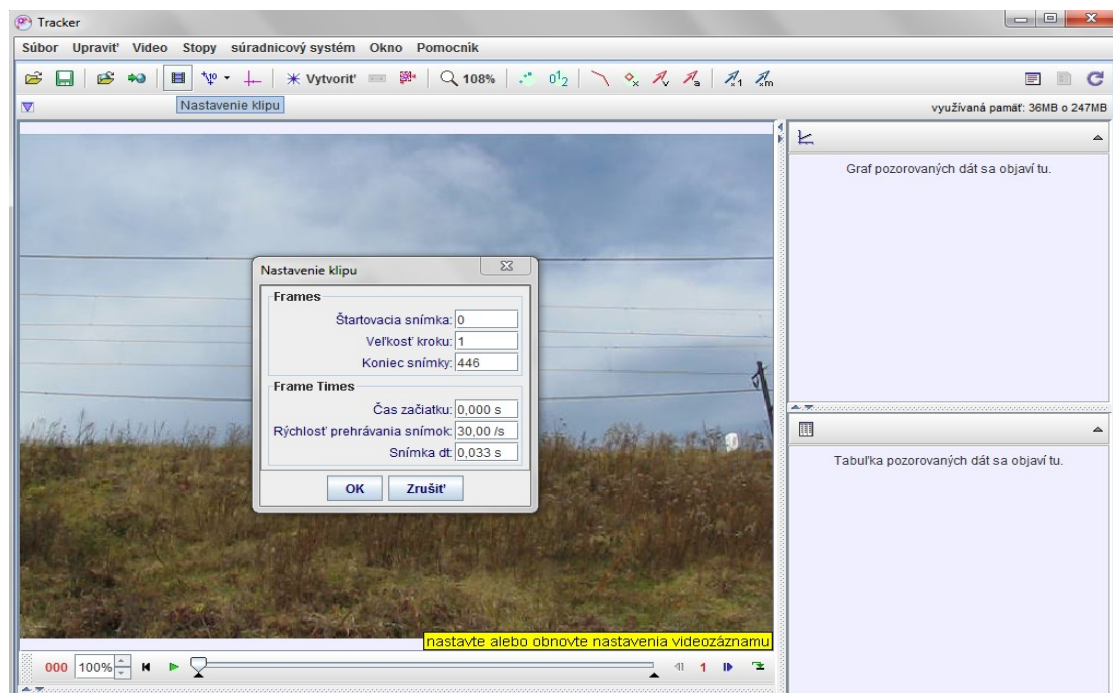 Tracker
Súbor Upraviť Video Stopy súradnicový systém Okno Pomocník
Vytvoriť 108%
Nastavenie klipu
využívaná pamäť: 36MB o 247MB
Graf pozorovaných dát sa objaví tu.
Nastavenie klipu
Frames
Štartovacia snímka: 0
Veľkosť kroku: 1
Koniec snímky: 446
Frame Times
Čas začiatku: 0,000 s
Rýchlosť prehrávania snímok: 30,00 /s
Snímka dt: 0,033 s
OK Zrušiť
Tabuľka pozorovaných dát sa objaví tu.
nastavte alebo obnovte nastavenia videozáznamu
000 100% 1